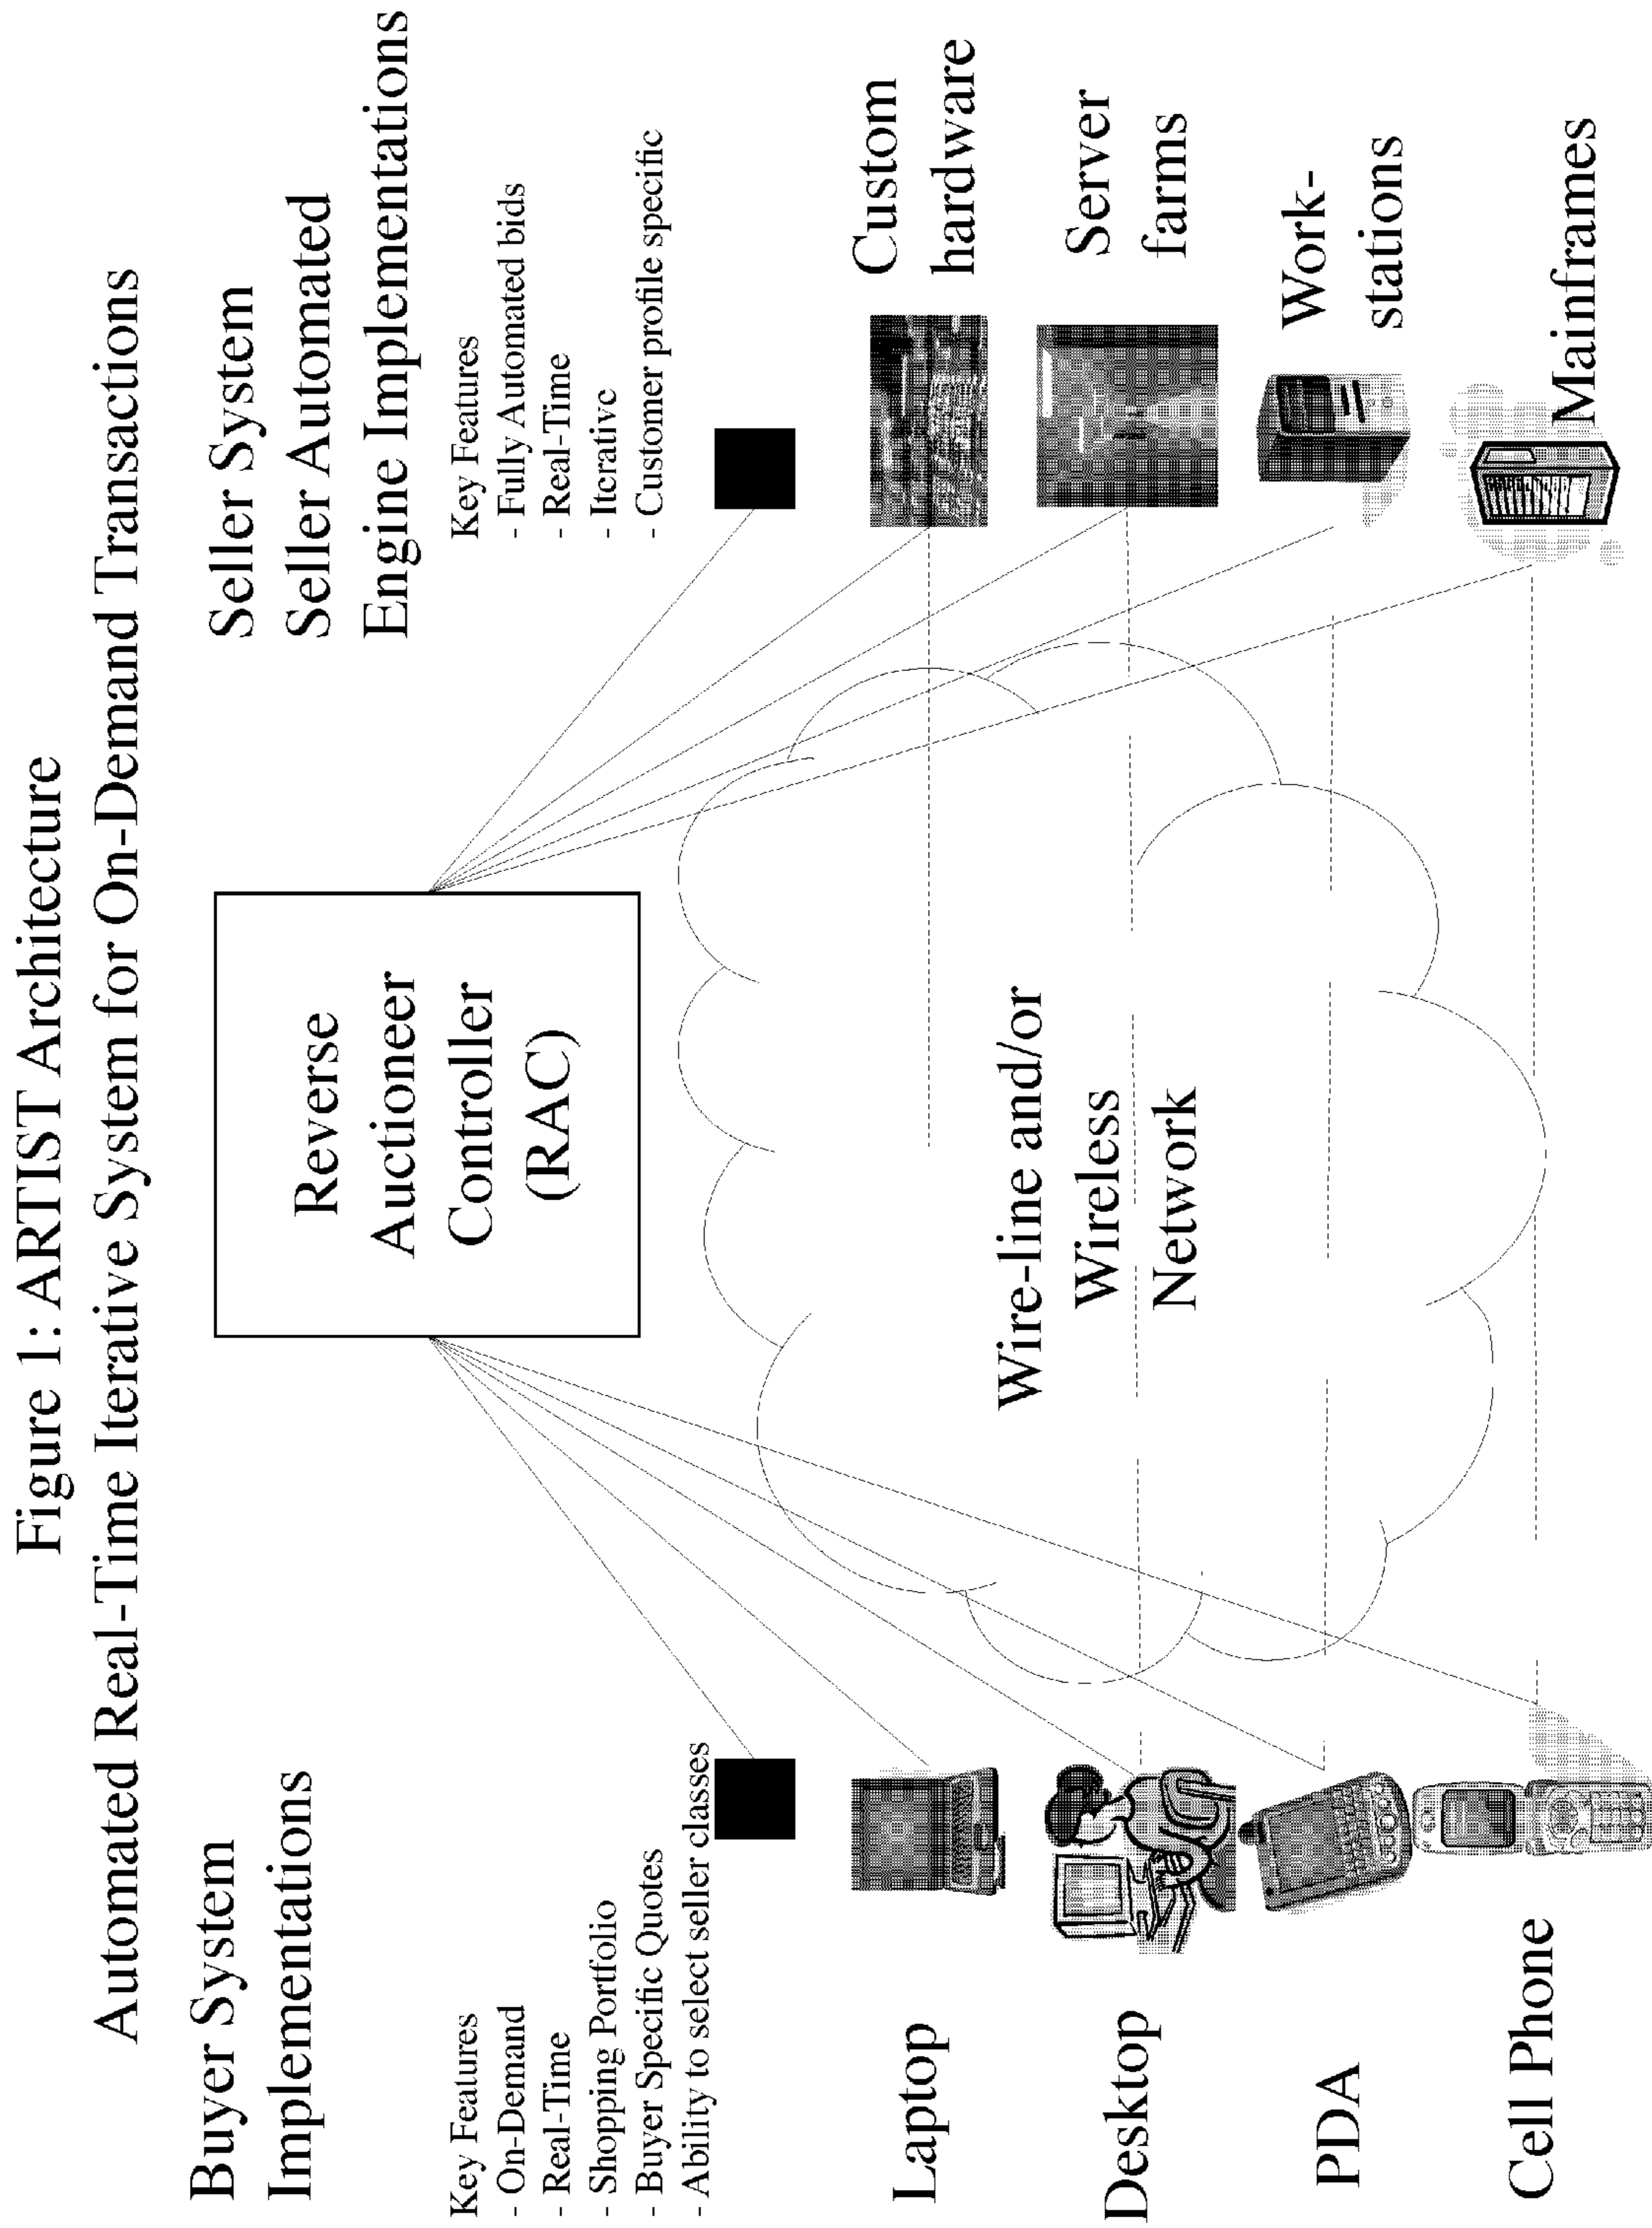 Figure 1: ARTIST Architecture
Automated Real-Time Iterative System for On-Demand Transactions
Buyer System
Implementations
Key Features
- On-Demand
- Real-Time
- Shopping Portfolio
- Buyer Specific Quotes
- Ability to select seller classes
Laptop
Desktop
PDA
Cell Phone
Reverse
Auctioneer
Controller
(RAC)
Wire-line and/or
Wireless
Network
Seller System
Seller Automated
Engine Implementations
Key Features
- Fully Automated bids
- Real-Time
- Iterative
- Customer profile specific
Custom
hardware
Server
farms
Work-
stations
Mainframes